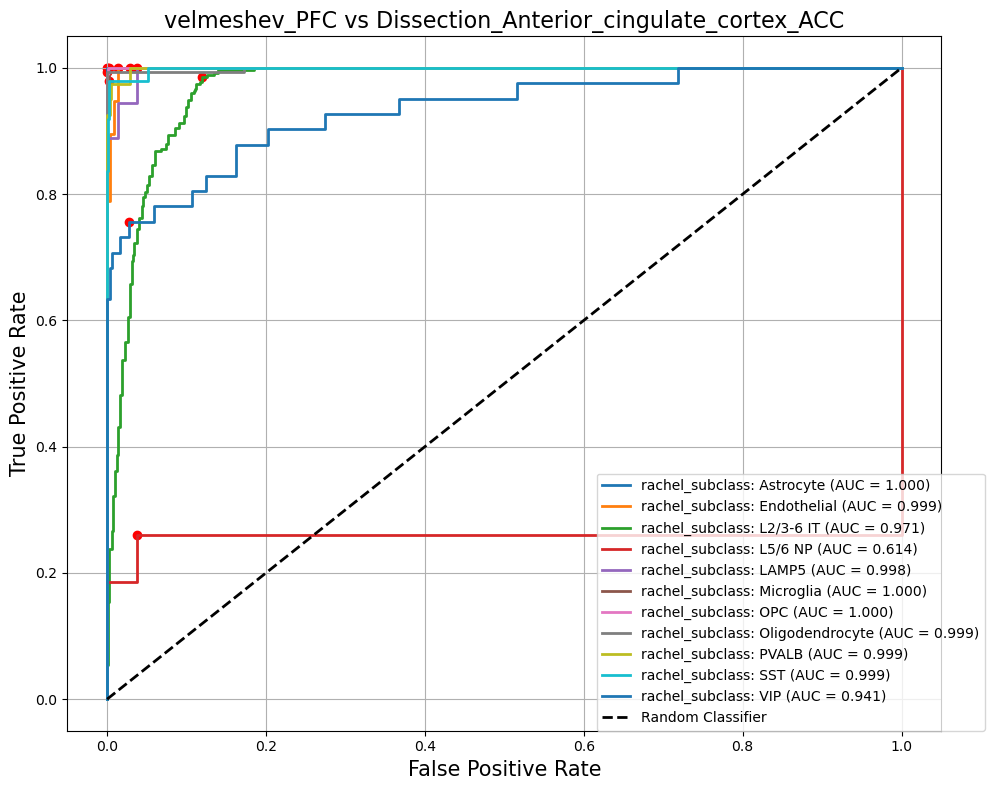 velmeshev_PFC vs Dissection_Anterior_cingulate_cortex_ACC
True Positive Rate
1.0
0.8
0.6
0.4
0.2
0.0
rachel_subclass: Astrocyte (AUC = 1.000)
rachel_subclass: Endothelial (AUC = 0.999)
rachel_subclass: L2/3-6 IT (AUC = 0.971)
rachel_subclass: L5/6 NP (AUC = 0.614)
rachel_subclass: LAMP5 (AUC = 0.998)
rachel_subclass: Microglia (AUC = 1.000)
rachel_subclass: OPC (AUC = 1.000)
rachel_subclass: Oligodendrocyte (AUC = 0.999)
rachel_subclass: PVALB (AUC = 0.999)
rachel_subclass: SST (AUC = 0.999)
rachel_subclass: VIP (AUC = 0.941)
Random Classifier
0.0 0.2 0.4 0.6 0.8 1.0
False Positive Rate